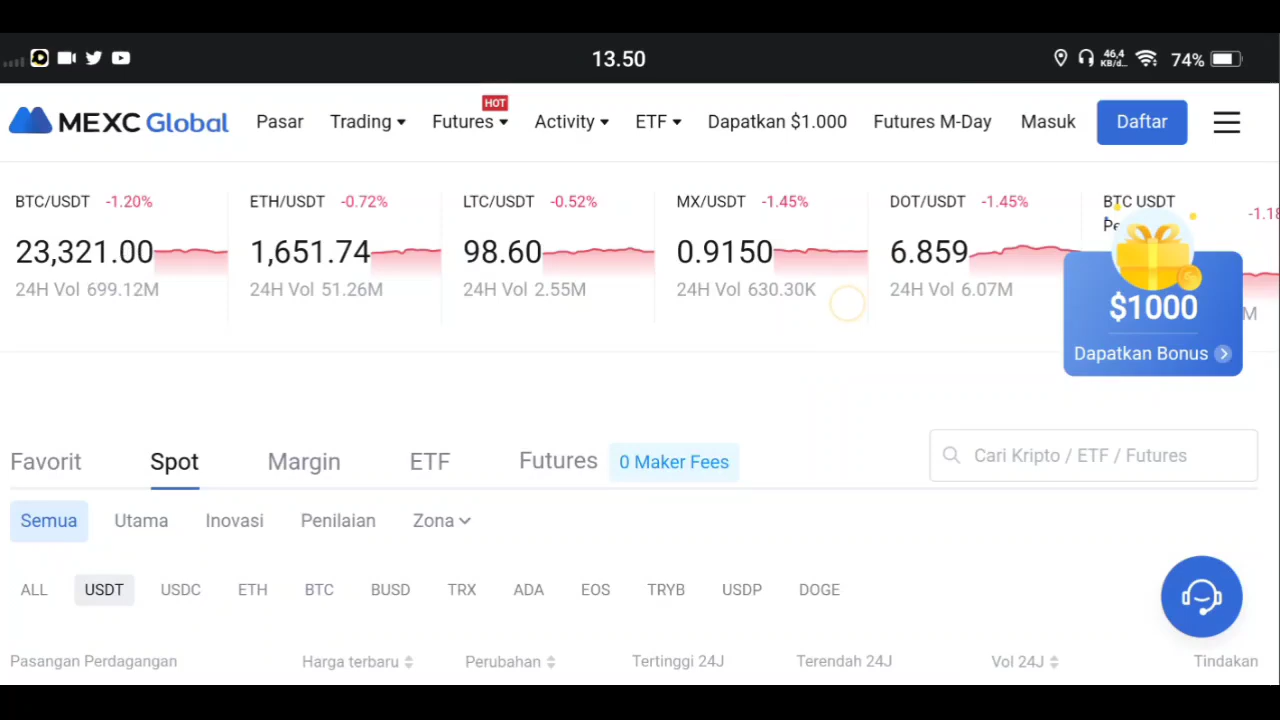 13.50
46,4
KB/d...
74%
MEXC Global
Pasar
Trading
Futures
HOT
Activity
ETF
Dapatkan $1.000
Futures M-Day
Masuk
Daftar
BTC/USDT -1.20%
23,321.00
24H Vol 699.12M
ETH/USDT -0.72%
1,651.74
24H Vol 51.26M
LTC/USDT -0.52%
98.60
24H Vol 2.55M
MX/USDT -1.45%
0.9150
24H Vol 630.30K
DOT/USDT -1.45%
6.859
24H Vol 6.07M
BTC USDT
-1.18
M
$1000
Dapatkan Bonus
Favorit
Spot
Margin
ETF
Futures
0 Maker Fees
Cari Kripto / ETF / Futures
Semua
Utama
Inovasi
Penilaian
Zona
ALL
USDT
USDC
ETH
BTC
BUSD
TRX
ADA
EOS
TRYB
USDP
DOGE
Pasangan Perdagangan
Harga terbaru
Perubahan
Tertinggi 24J
Terendah 24J
Vol 24J
Tindakan